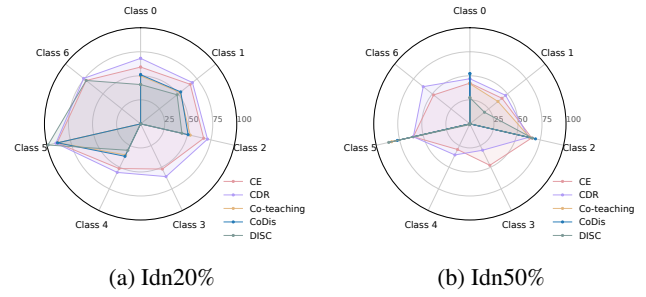 Class 0
Class 1
Class 2
Class 3
Class 4
Class 5
Class 6
25 50 75 100
CE
CDR
Co-teaching
CoDis
DISC
(a) Idn20%
Class 0
Class 1
Class 2
Class 3
Class 4
Class 5
Class 6
25 50 75 100
CE
CDR
Co-teaching
CoDis
DISC
(b) Idn50%